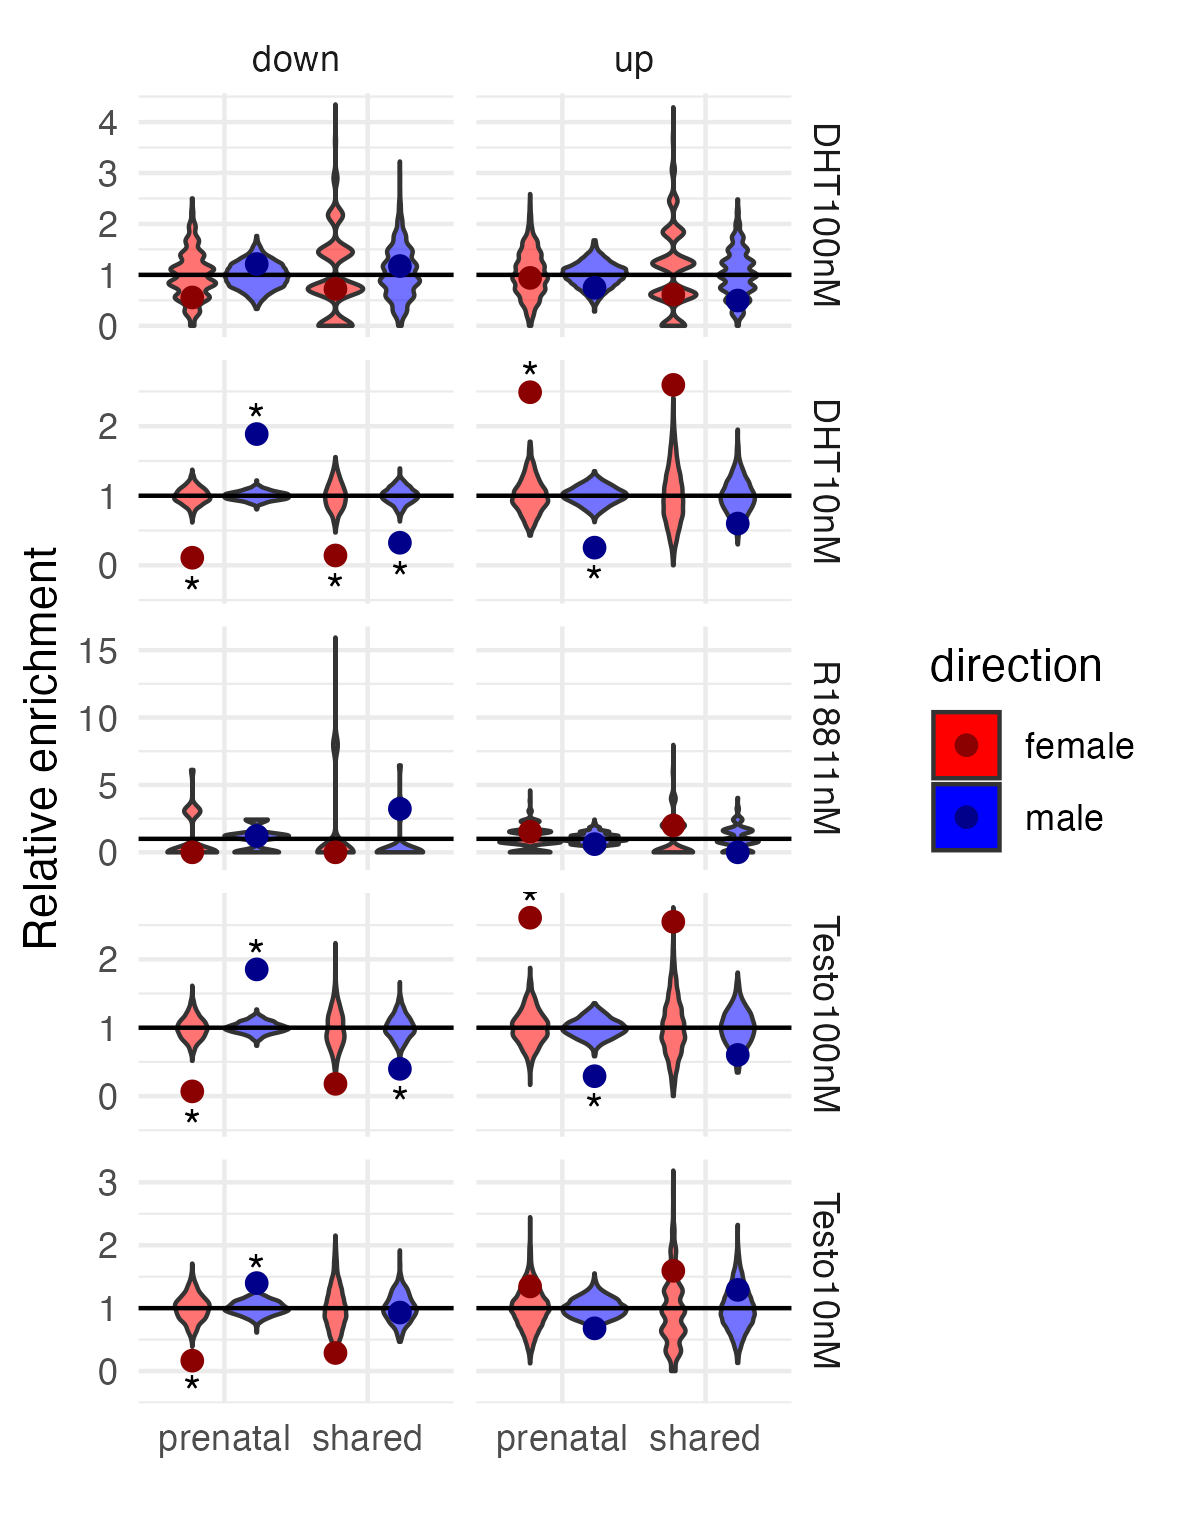 down up
4
3
2
1
0
DHT100nM
*
*
2
1
0
* * *
*
DHT10nM
15
10
5
0
R18811nM
*
*
2
1
0
* *
*
Testo100nM
3
2
*
1
0
*
Testo10nM
prenatal shared prenatal shared
Relative enrichment
direction
female
male